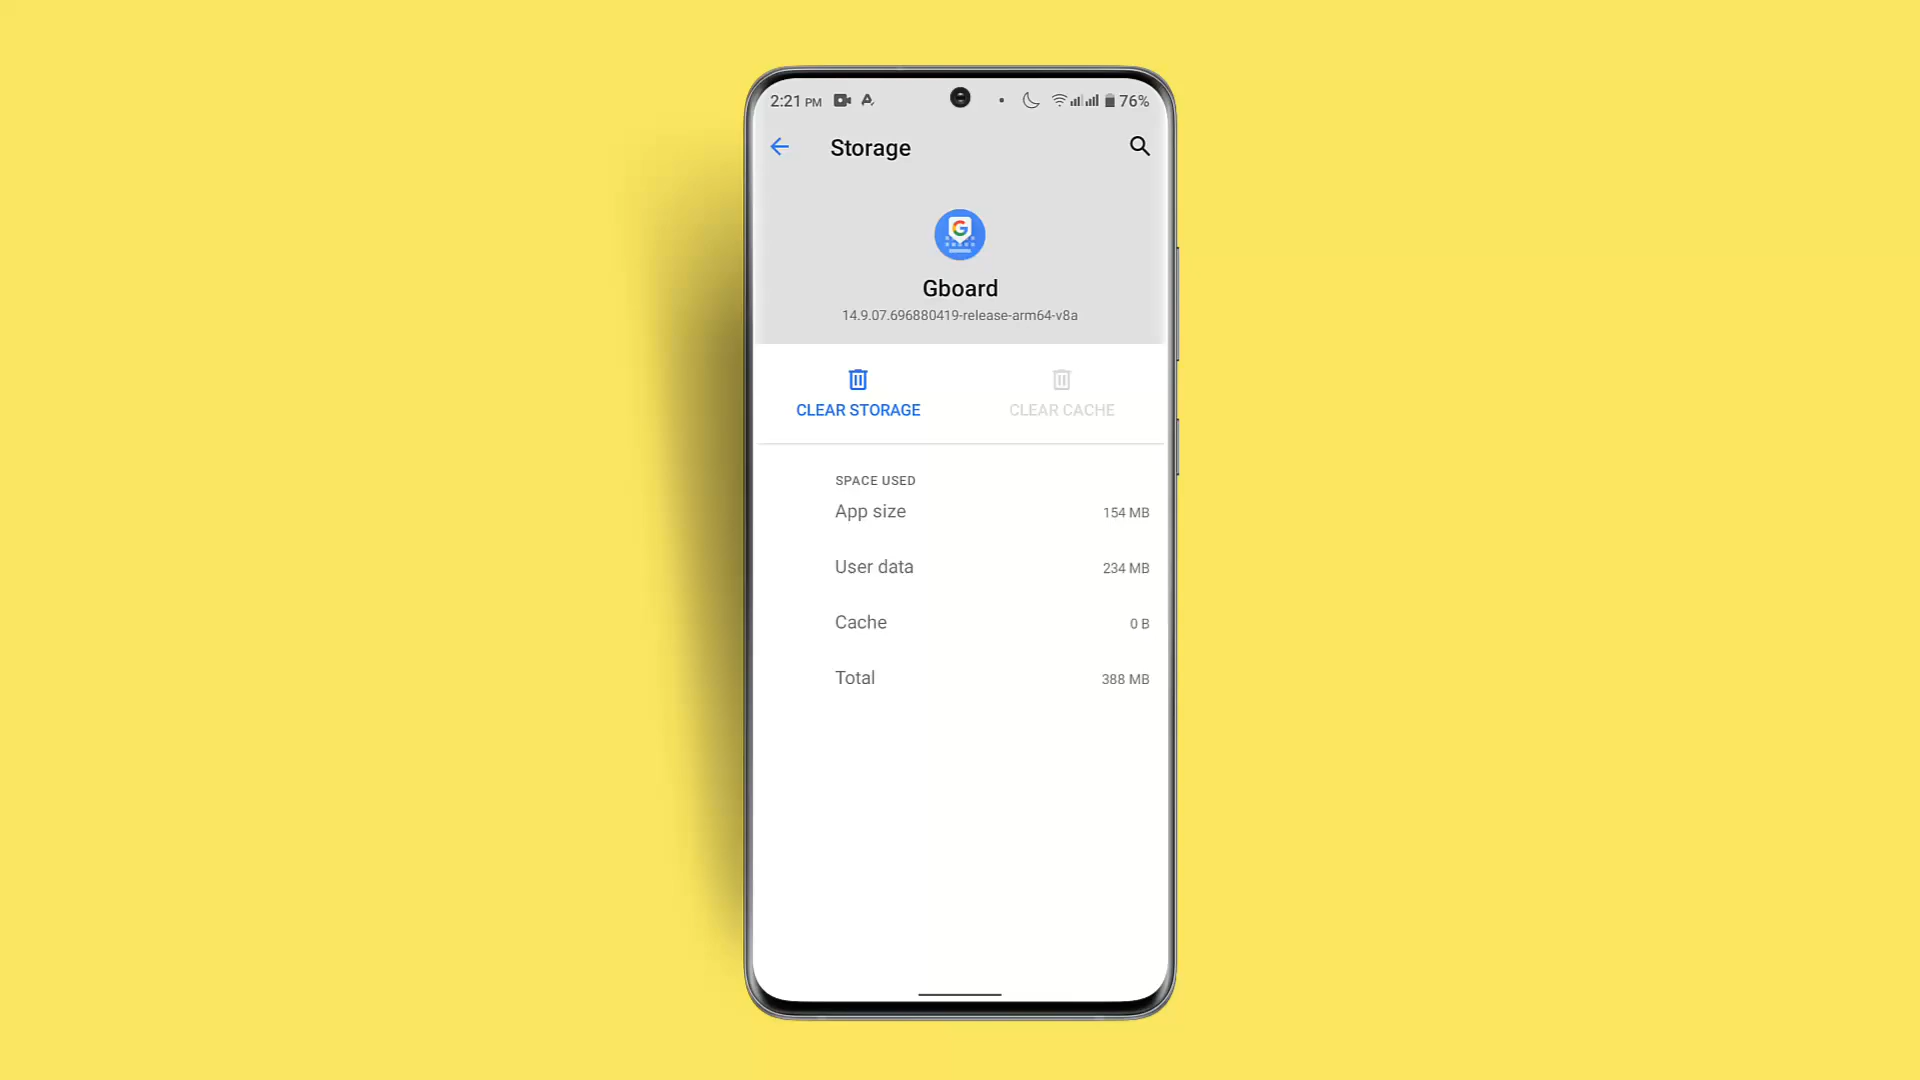 2:21 PM 76%
Storage
G
Gboard
14.9.07.696880419-release-arm64-v8a
CLEAR STORAGE CLEAR CACHE
SPACE USED
App size 154 MB
User data 234 MB
Cache 0 B
Total 388 MB